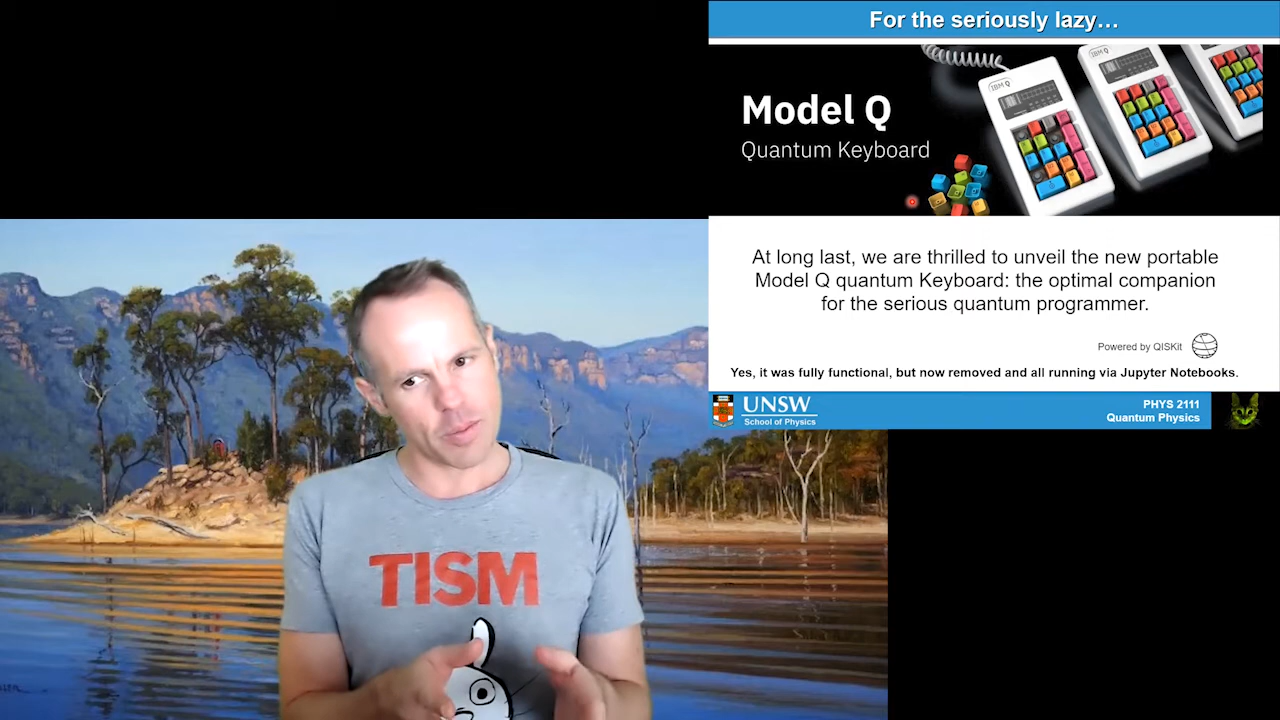 For the seriously lazy…
Model Q
Quantum Keyboard
IBM Q
IBM Q
At long last, we are thrilled to unveil the new portable
Model Q quantum Keyboard: the optimal companion
for the serious quantum programmer.
Powered by QISKit
Yes, it was fully functional, but now removed and all running via Jupyter Notebooks.
UNSW
School of Physics
PHYS 2111
Quantum Physics
TISM